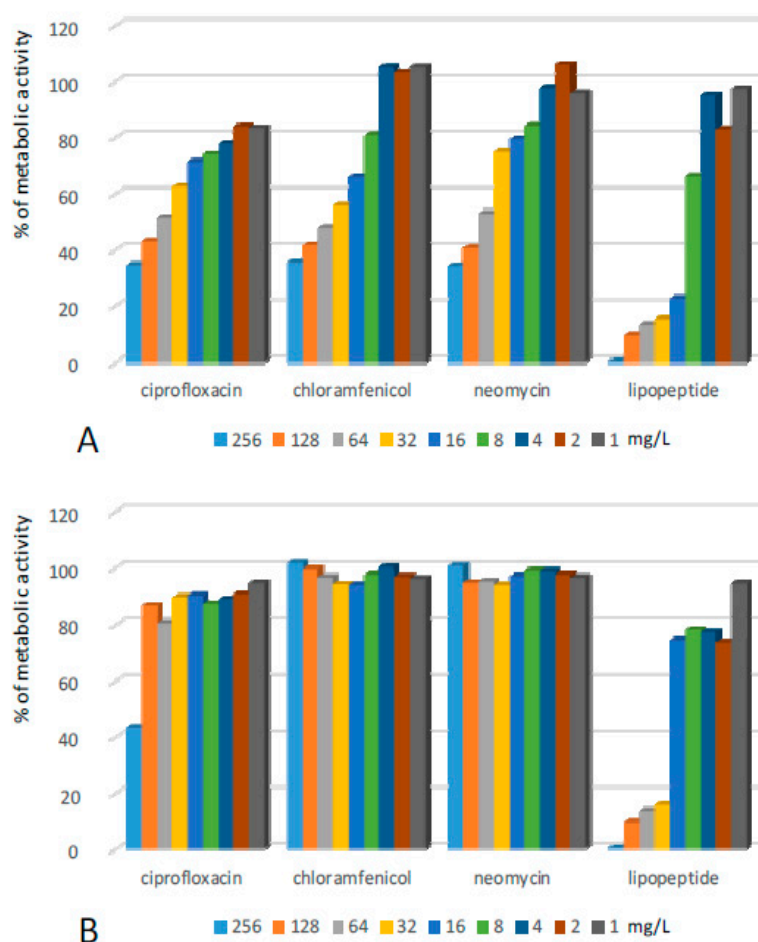 120
100
80
60
40
20
0
% of metabolic activity
ciprofloxacin chloramfenicol neomycin lipopeptide
A
256 128 64 32 16 8 4 2 1 mg/L
120
100
80
60
40
20
0
% of metabolic activity
ciprofloxacin chloramfenicol neomycin lipopeptide
B
256 128 64 32 16 8 4 2 1 mg/L